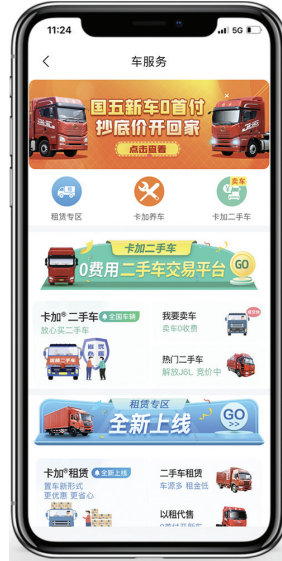 11:24
5G
车服务
国五新车0首付
抄底价开回家
点击查看
卖车
租赁专区
卡加养车
卡加二手车
卡加二手车
0费用二手车交易平台
GO
卡加®二手车
全国车辆
放心买二手车
我要卖车
卖车0收费
热门二手车
解放J6L 竞价中
租赁专区
全新上线
GO
>>
卡加®租赁
全新上线
置车新形式
更优惠 更省心
二手车租赁
车源多 租金低
以租代售